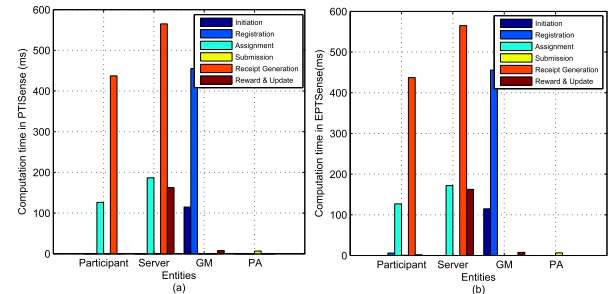 600
500
400
300
200
100
0
Computation time in PTISense (ms)
Initiation
Registration
Assignment
Submission
Receipt Generation
Reward & Update
Participant Server GM PA
Entities
(a)
600
500
400
300
200
100
0
Computation time in EPTSense(ms)
Initiation
Registration
Assignment
Submission
Receipt Generation
Reward & Update
Participant Server GM PA
Entities
(b)